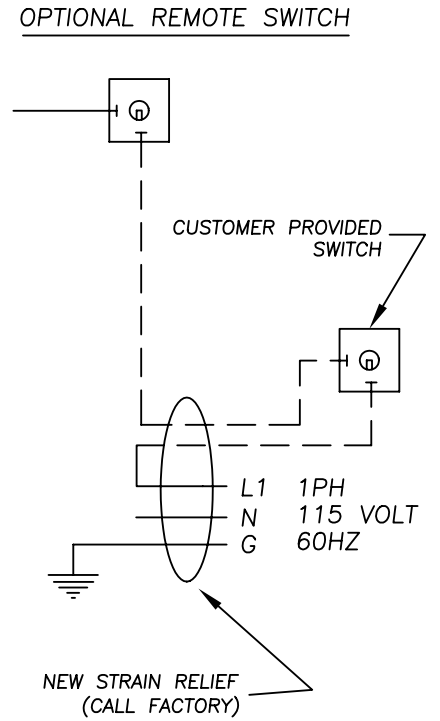 OPTIONAL REMOTE SWITCH
CUSTOMER PROVIDED
SWITCH
L1 1PH
N 115 VOLT
G 60HZ
NEW STRAIN RELIEF
(CALL FACTORY)